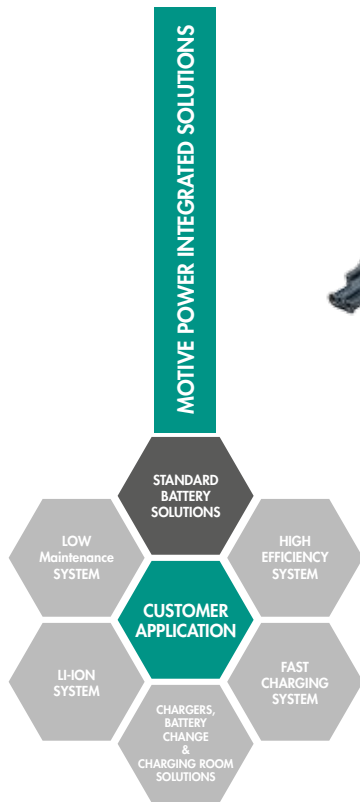 MOTIVE POWER INTEGRATED SOLUTIONS
STANDARD
BATTERY
SOLUTIONS
LOW
Maintenance
SYSTEM
HIGH
EFFICIENCY
SYSTEM
CUSTOMER
APPLICATION
LI-ION
SYSTEM
FAST
CHARGING
SYSTEM
CHARGERS,
BATTERY
CHANGE
&
CHARGING ROOM
SOLUTIONS